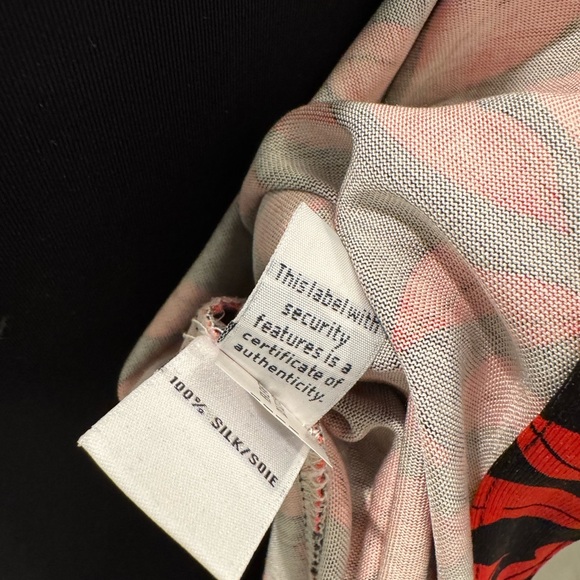 This label with
security
features is a
certificate of
authenticity.
100% SILK/SOIE